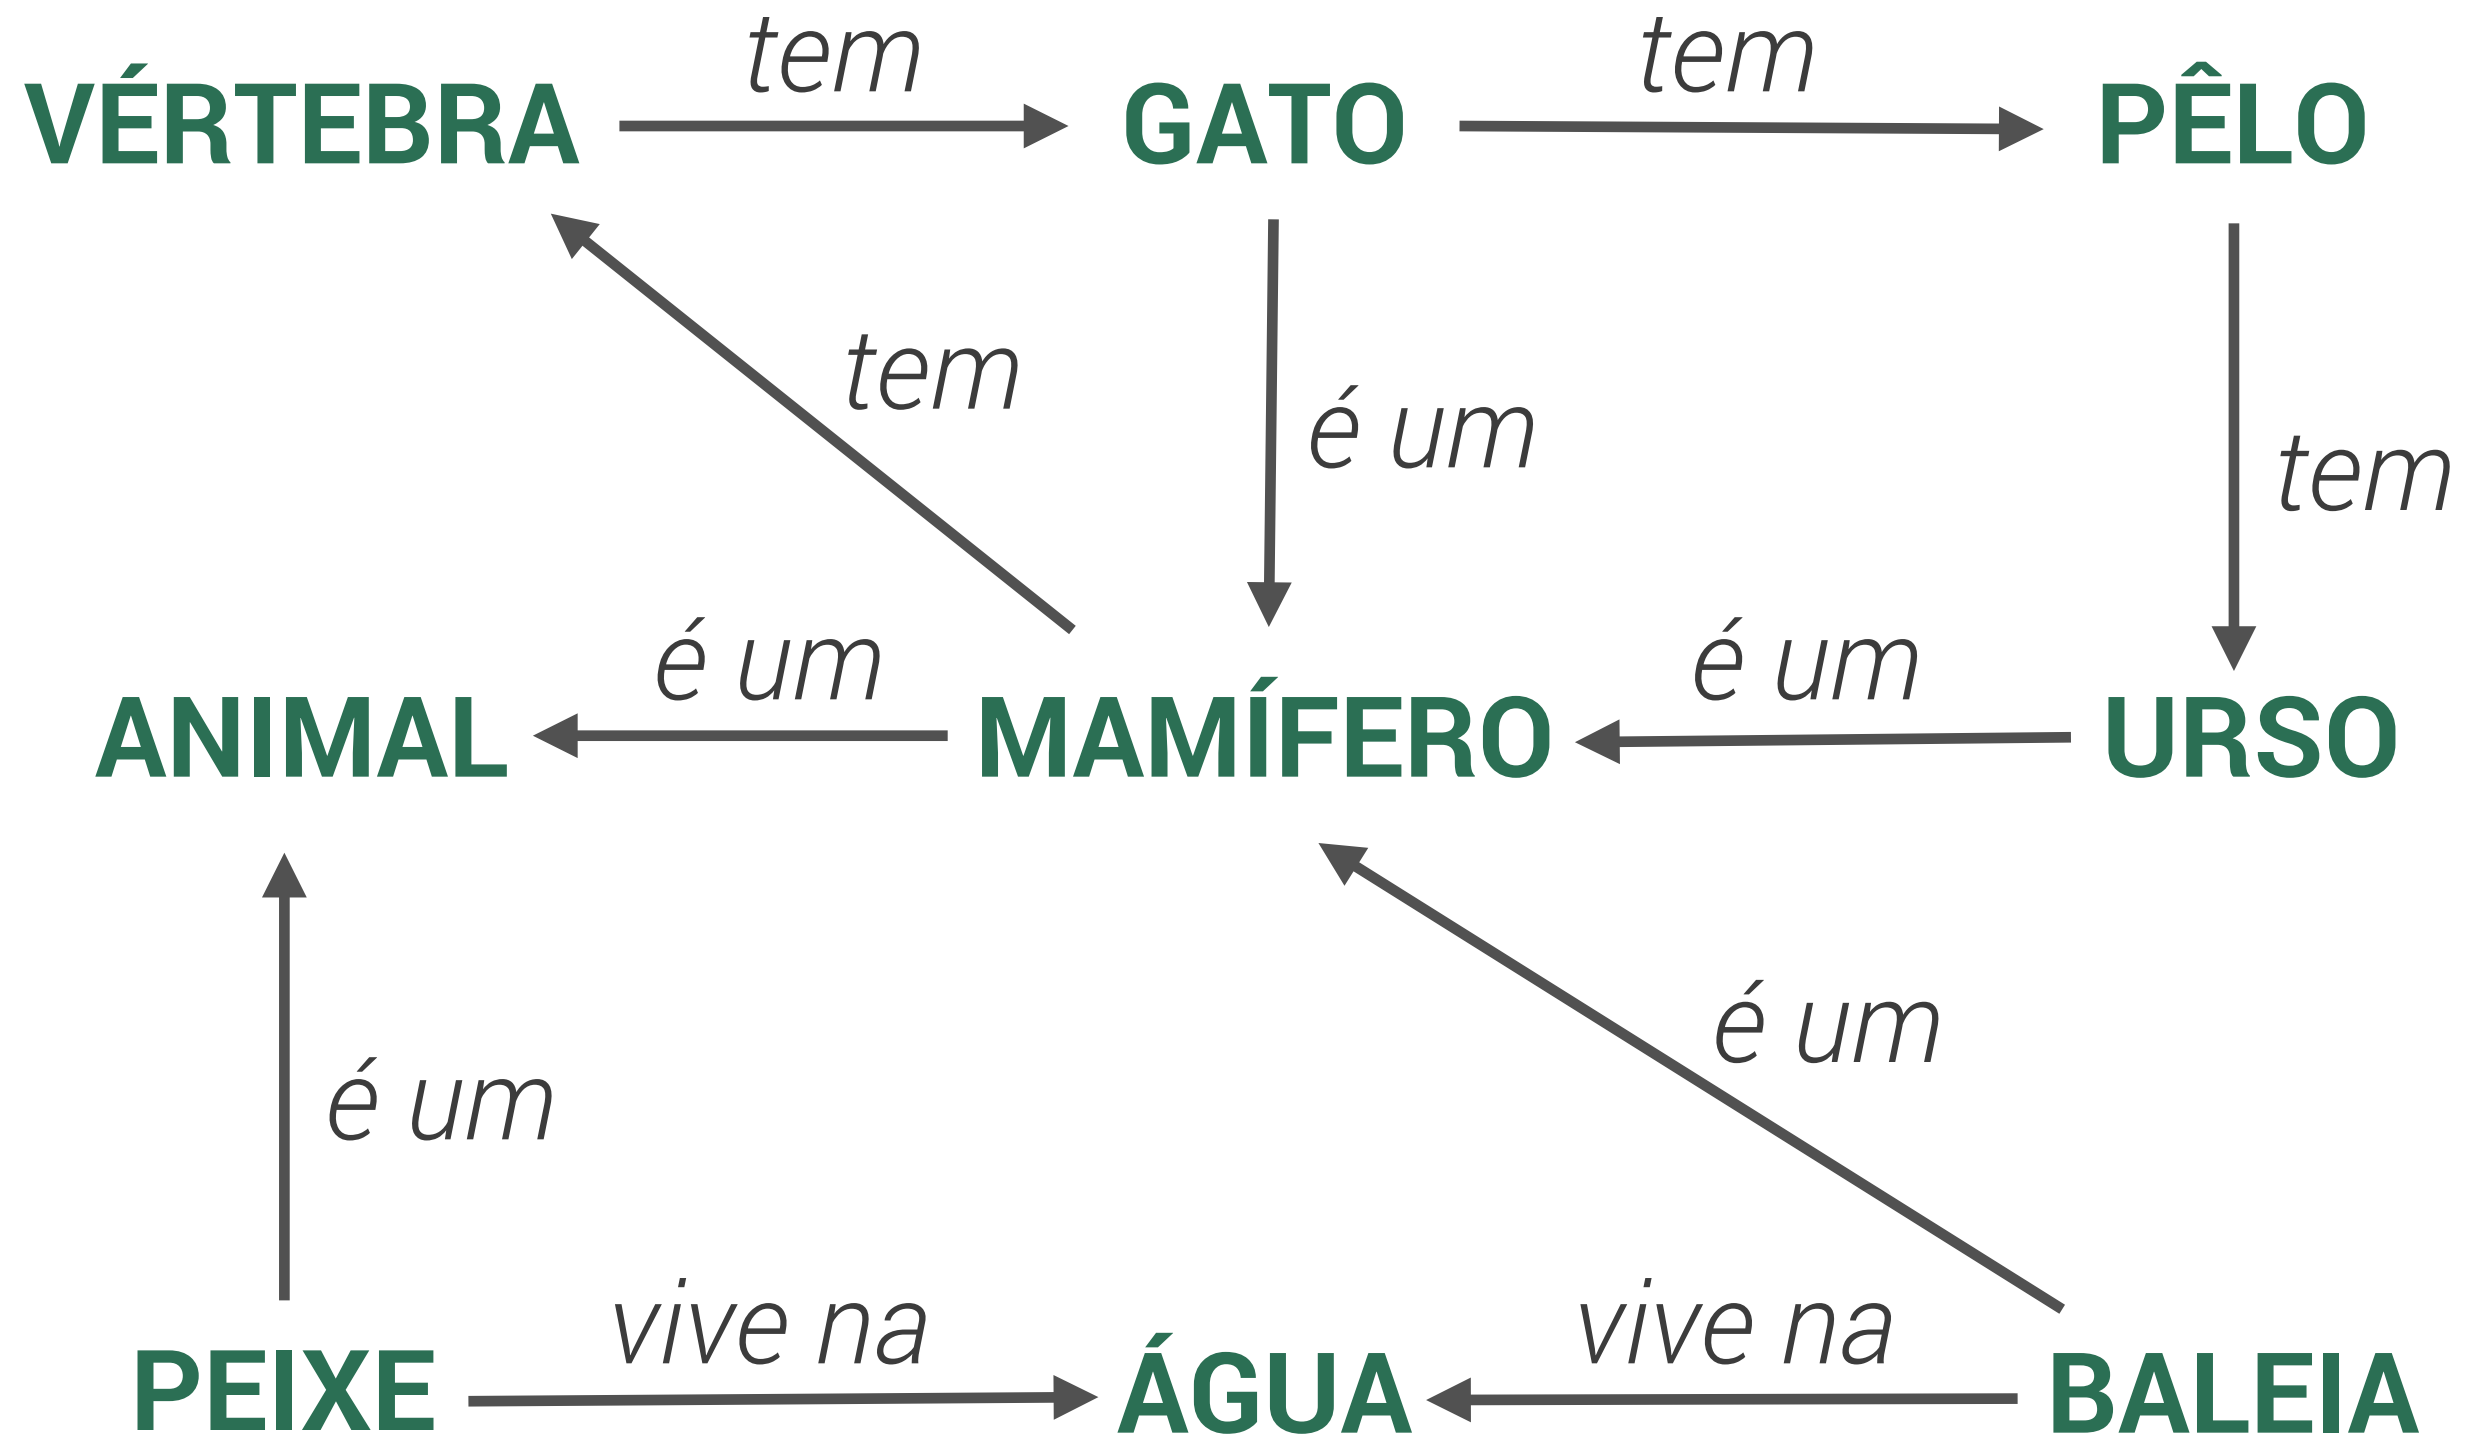 tem
tem
VÉRTEBRA
GATO
PÊLO
tem
é um
tem
é um
é um
ANIMAL
MAMÍFERO
URSO
é um
é um
vive na
vive na
PEIXE
ÁGUA
BALEIA